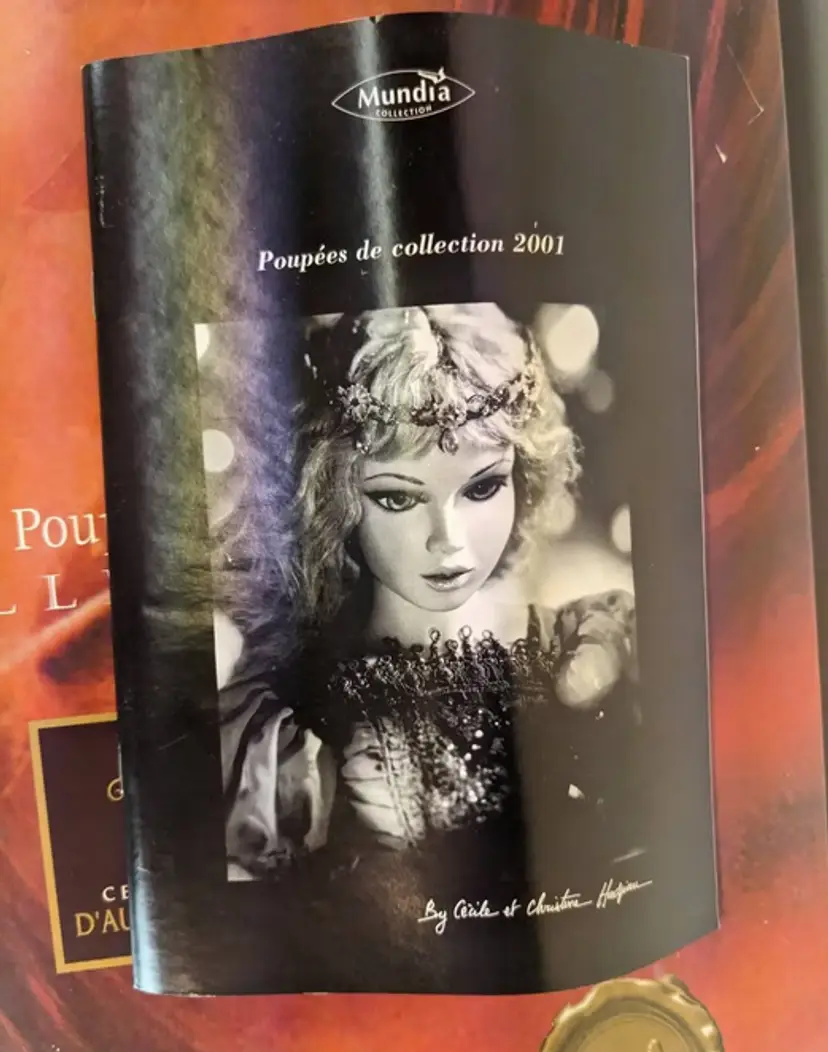 Mundia
COLLECTION
Poupées de collection 2001
Pou
L L
CE
D'AU
By Cécile et Christine